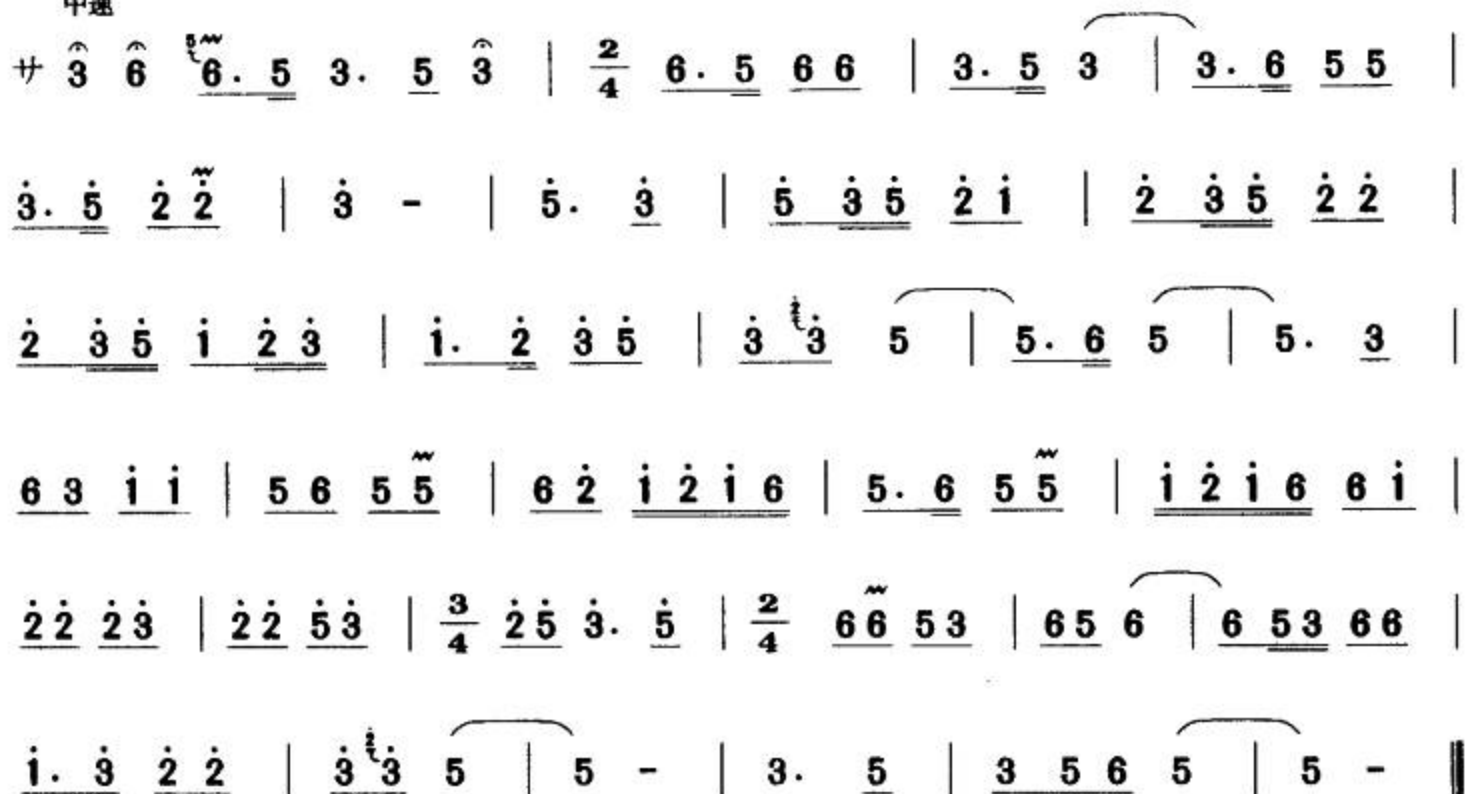 中速
サ 3 6 5 6. 5 3. 5 3 | 2/4 6. 5 6 6 | 3. 5 3 | 3. 6 5 5 |
3̇. 5̇ 2̇ 2̇ | 3̇ - | 5̇. 3̇ | 5̇ 3̇ 5̇ 2̇ 1̇ | 2̇ 3̇ 5̇ 2̇ 2̇ |
2̇ 3̇ 5̇ 1̇ 2̇ 3̇ | 1̇. 2̇ 3̇ 5̇ | 3̇ 2̇ 3̇ 5 | 5. 6 5 | 5. 3 |
6 3 1̇ 1̇ | 5 6 5 5 | 6 2̇ 1̇ 2̇ 1̇ 6 | 5. 6 5 5 | 1̇ 2̇ 1̇ 6 6 1̇ |
2̇ 2̇ 2̇ 3̇ | 2̇ 2̇ 5̇ 3̇ | 3/4 2̇ 5̇ 3̇. 5̇ | 2/4 6 6 5 3 | 6 5 6 | 6 5 3 6 6 |
1̇. 3̇ 2̇ 2̇ | 3̇ 2̇ 3̇ 5 | 5 - | 3. 5 | 3 5 6 5 | 5 - ‖